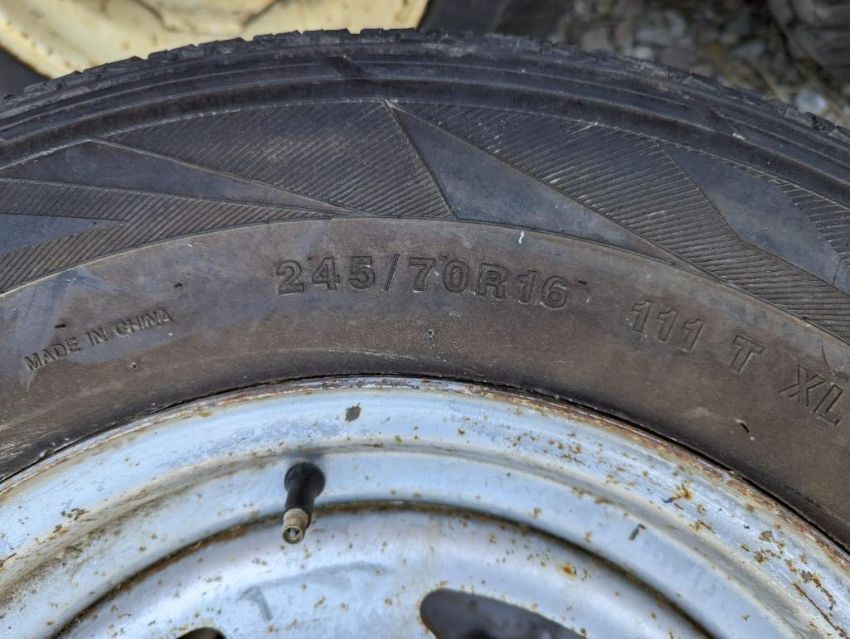 MADE IN CHINA
245/70R16
111 T XL